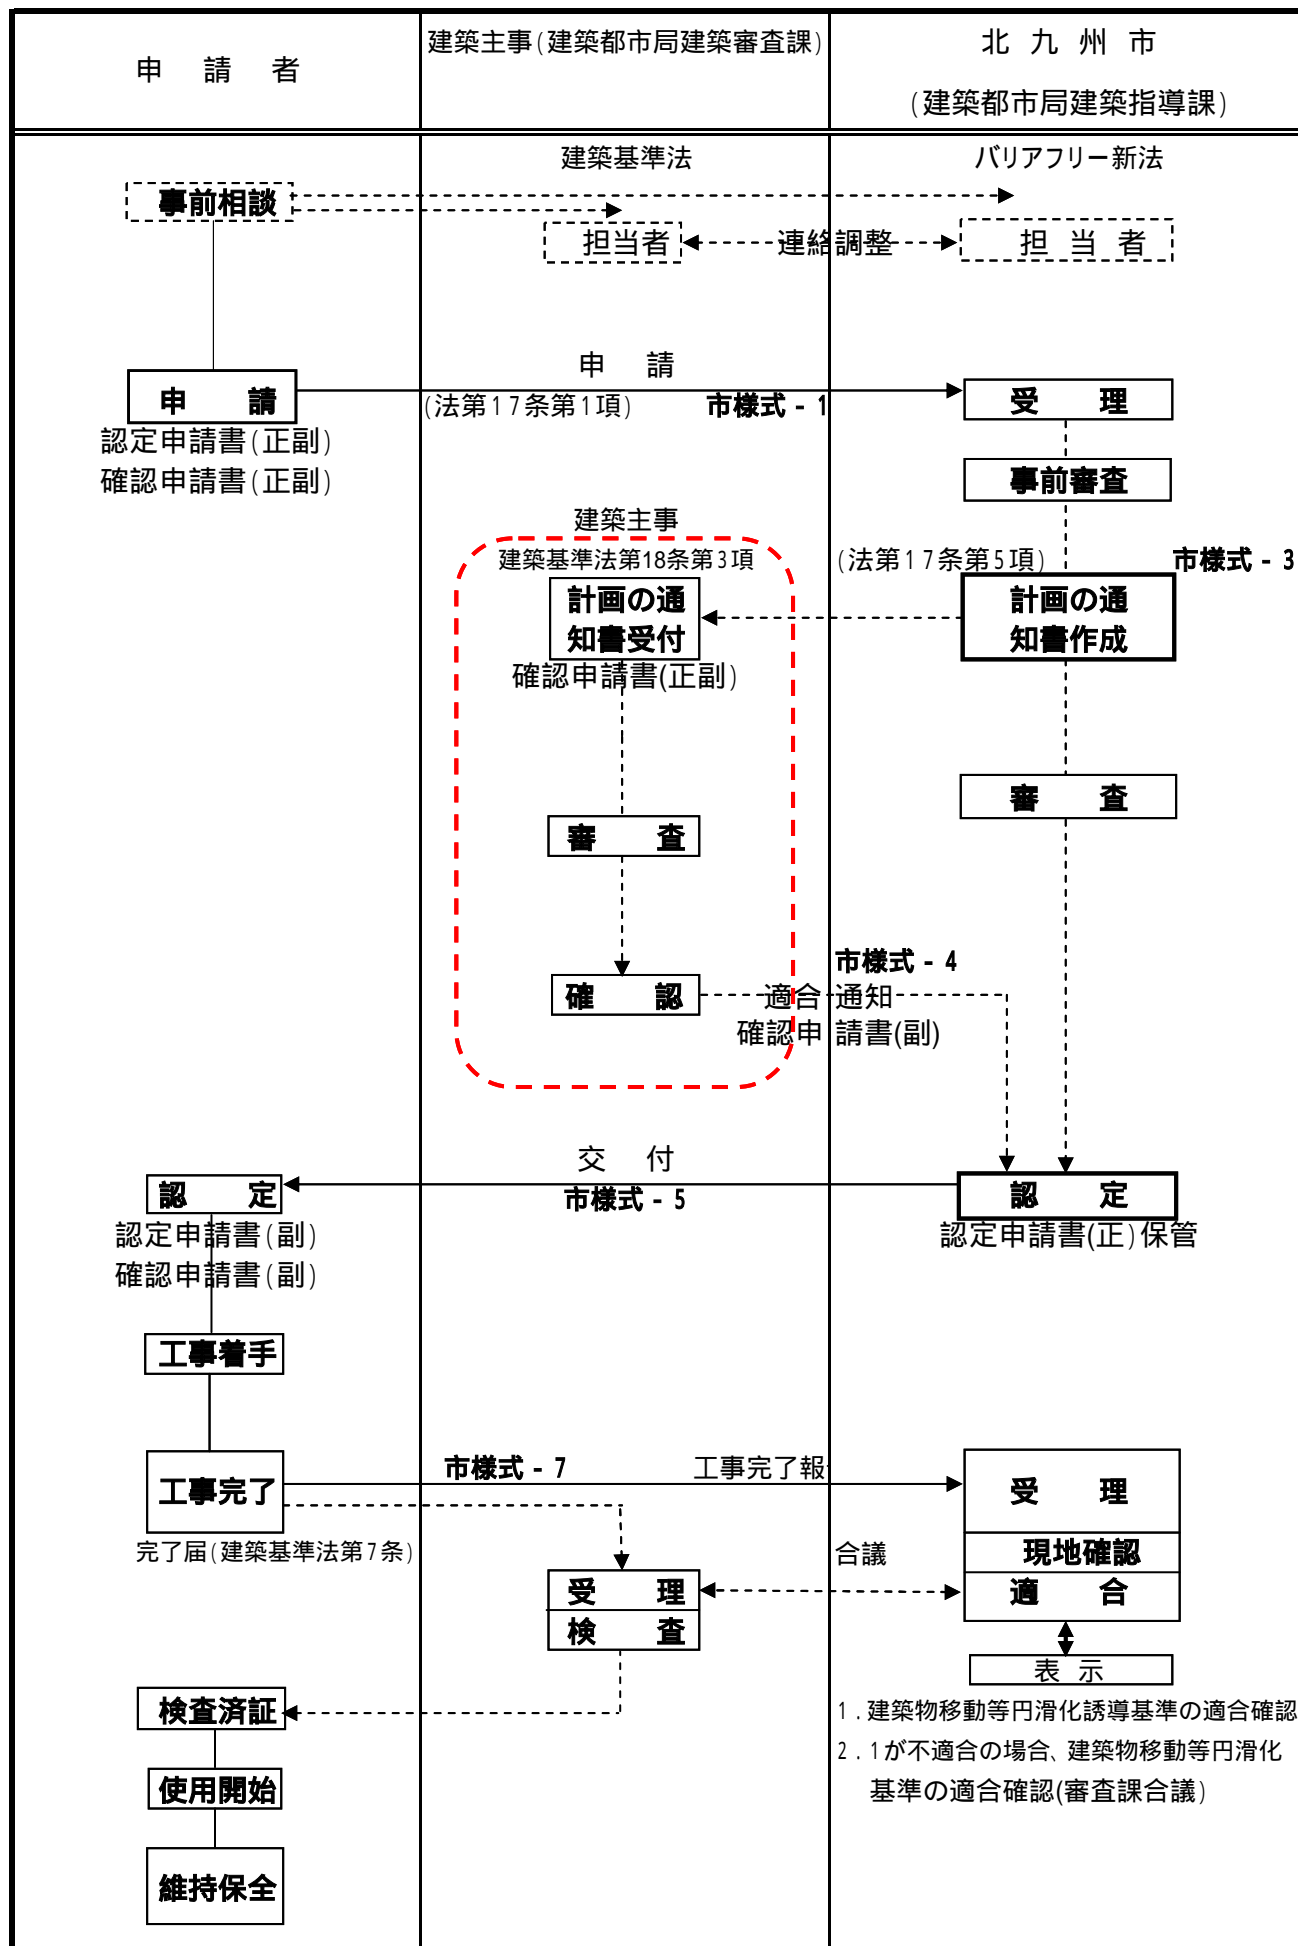 申請者
建築主事(建築都市局建築審査課)
北九州市
(建築都市局建築指導課)
建築基準法
バリアフリー新法
事前相談
担当者
連絡調整
担当者
申請
申請
(法第17条第1項)
市様式-1
受理
認定申請書(正副)
確認申請書(正副)
事前審査
建築主事
建築基準法第18条第3項
(法第17条第5項)
市様式-3
計画の通
知書受付
計画の通
知書作成
確認申請書(正副)
審査
審査
市様式-4
確認
適合通知
確認申請書(副)
交付
認定
市様式-5
認定
認定申請書(副)
確認申請書(副)
認定申請書(正)保管
工事着手
工事完了
市様式-7
工事完了報
受理
完了届(建築基準法第7条)
合議
現地確認
受理
適合
検査
表示
検査済証
1.建築物移動等円滑化誘導基準の適合確認
2.1が不適合の場合、建築物移動等円滑化
基準の適合確認(審査課合議)
使用開始
維持保全